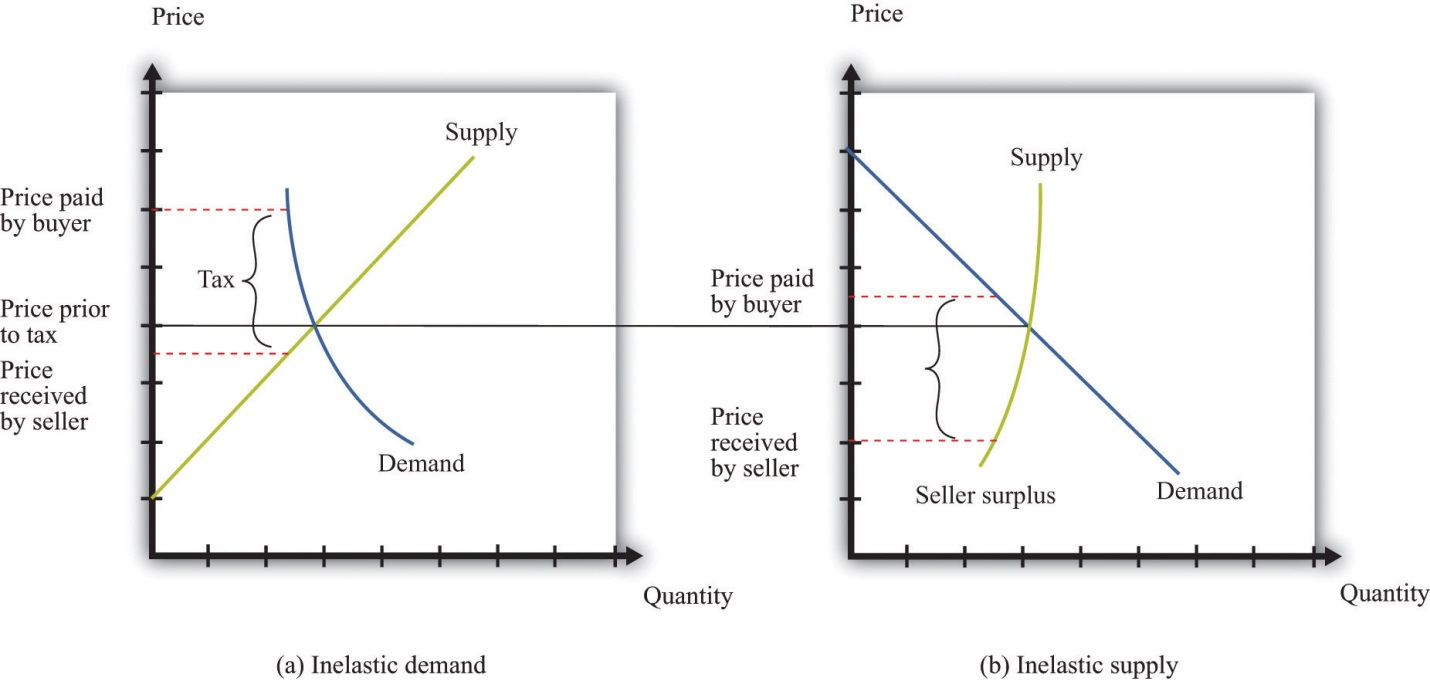 Price
Supply
Price paid
by buyer
Tax
Price prior
to tax
Price
received
by seller
Demand
Quantity
(a) Inelastic demand
Price
Supply
Price paid
by buyer
Price
received
by seller
Seller surplus
Demand
Quantity
(b) Inelastic supply